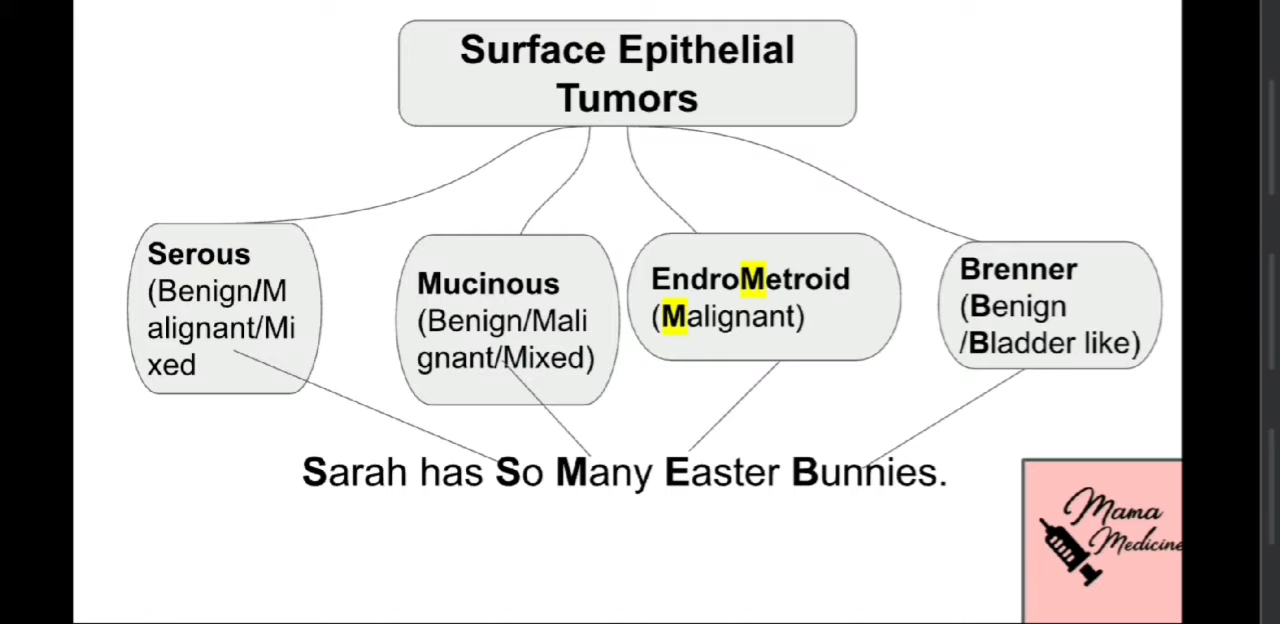 Surface Epithelial
Tumors
Serous
(Benign/M
alignant/Mi
xed
Mucinous
(Benign/Mali
gnant/Mixed)
EndroMetroid
(Malignant)
Brenner
(Benign
/Bladder like)
Sarah has So Many Easter Bunnies.
Mama
Medicine